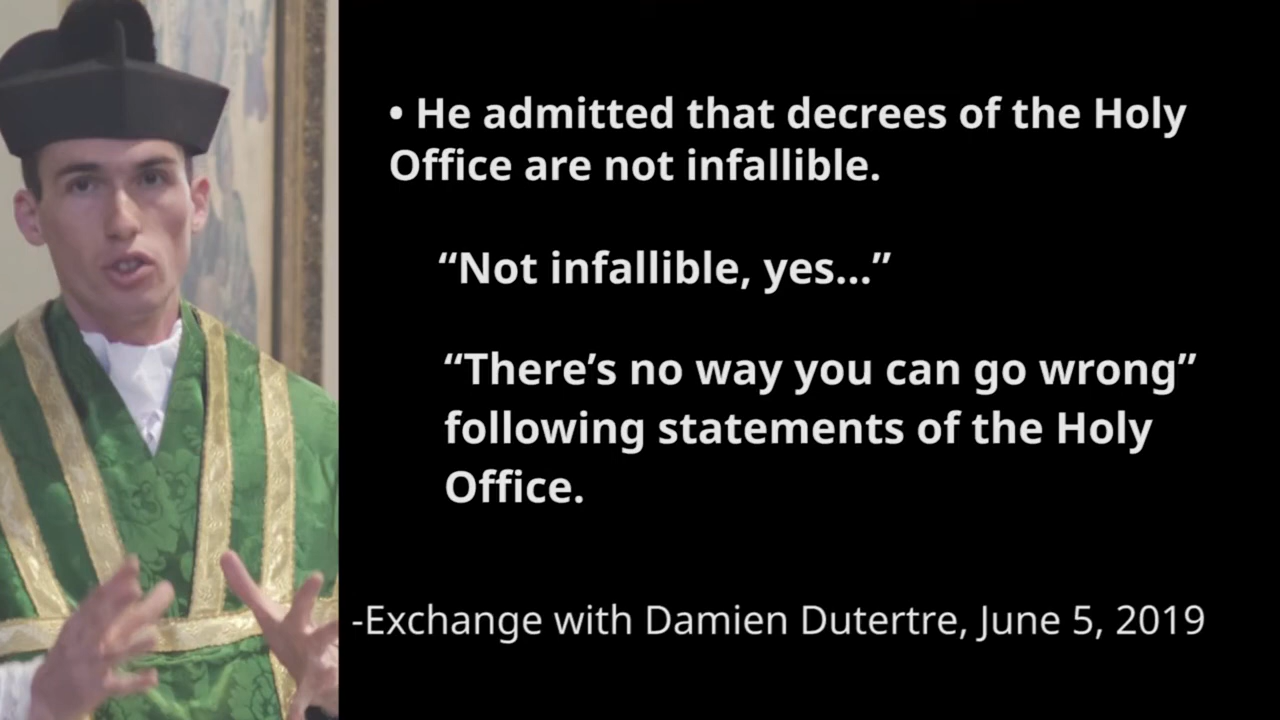 • He admitted that decrees of the Holy
Office are not infallible.
“Not infallible, yes...”
“There’s no way you can go wrong”
following statements of the Holy
Office.
-Exchange with Damien Dutertre, June 5, 2019